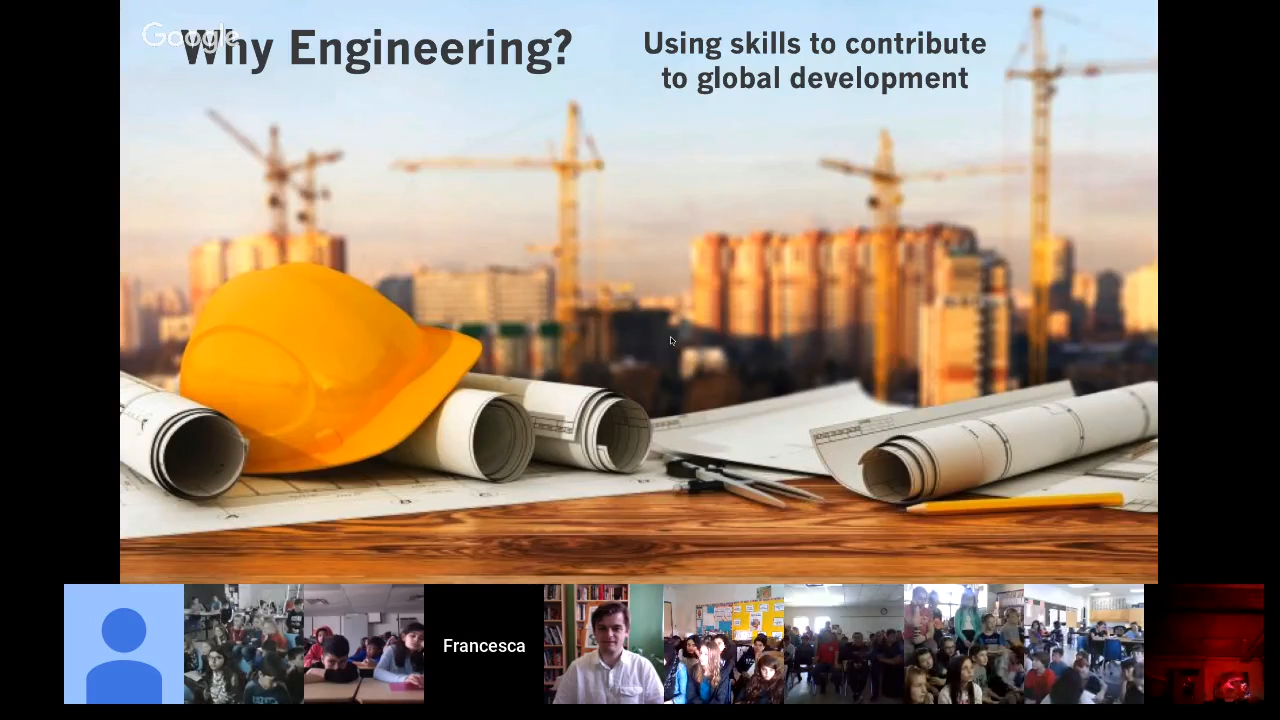 Google
Why Engineering?
Using skills to contribute
to global development
Francesca